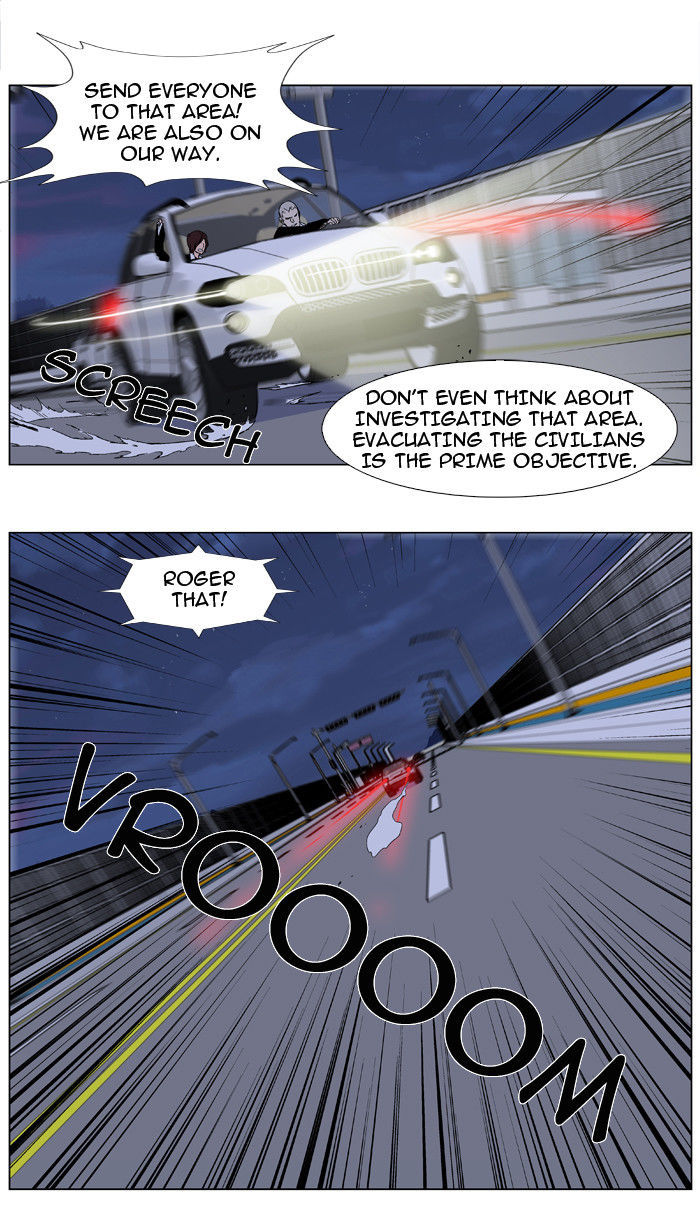 SEND EVERYONE
TO THAT AREA!
WE ARE ALSO ON
OUR WAY.
SCREECH
DON'T EVEN THINK ABOUT
INVESTIGATING THAT AREA.
EVACUATING THE CIVILIANS
IS THE PRIME OBJECTIVE.
ROGER
THAT!
VROOOOOM